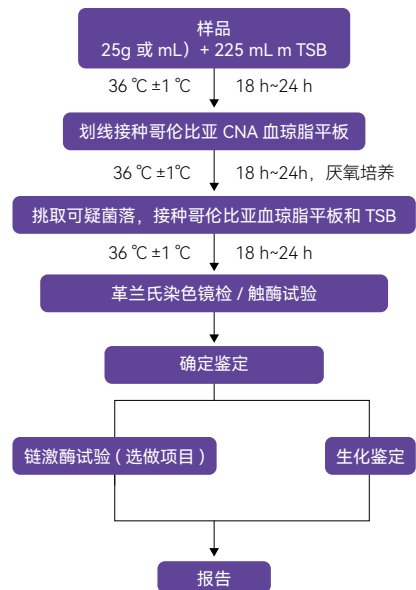 样品
25g 或 mL）+ 225 mL m TSB
36 ℃ ±1 ℃ 18 h~24 h
划线接种哥伦比亚 CNA 血琼脂平板
36 ℃ ±1℃ 18 h~24h，厌氧培养
挑取可疑菌落，接种哥伦比亚血琼脂平板和 TSB
36 ℃ ±1 ℃ 18 h~24 h
革兰氏染色镜检 / 触酶试验
确定鉴定
链激酶试验 ( 选做项目 ) 生化鉴定
报告